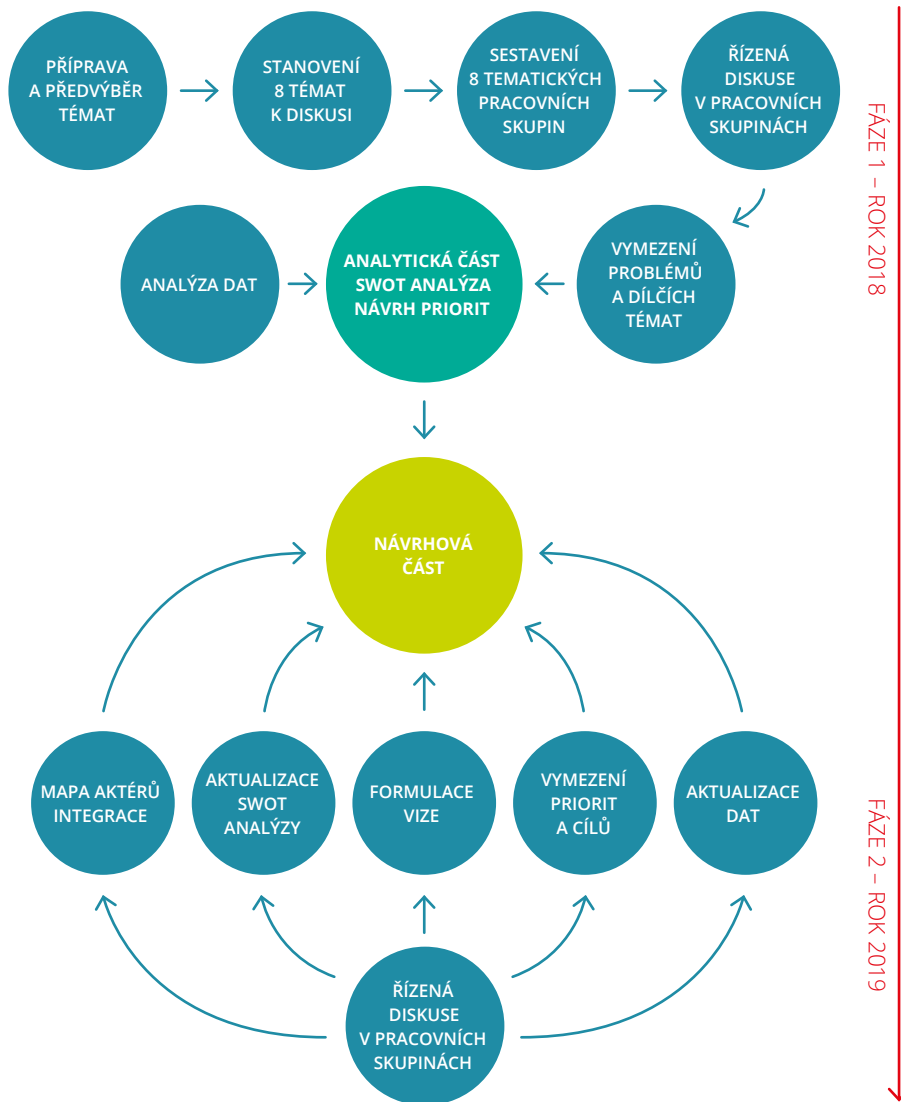 PŘÍPRAVA
A PŘEDVÝBĚR
TÉMAT
STANOVENÍ
8 TÉMAT
K DISKUSI
SESTAVENÍ
8 TEMATICKÝCH
PRACOVNÍCH
SKUPIN
ŘÍZENÁ
DISKUSE
V PRACOVNÍCH
SKUPINÁCH
FÁZE 1 – ROK 2018
ANALÝZA DAT
ANALYTICKÁ ČÁST
SWOT ANALÝZA
NÁVRH PRIORIT
VYMEZENÍ
PROBLÉMŮ
A DÍLČÍCH
TÉMAT
NÁVRHOVÁ
ČÁST
MAPA AKTÉRŮ
INTEGRACE
AKTUALIZACE
SWOT
ANALÝZY
FORMULACE
VIZE
VYMEZENÍ
PRIORIT
A CÍLŮ
AKTUALIZACE
DAT
FÁZE 2 – ROK 2019
ŘÍZENÁ
DISKUSE
V PRACOVNÍCH
SKUPINÁCH